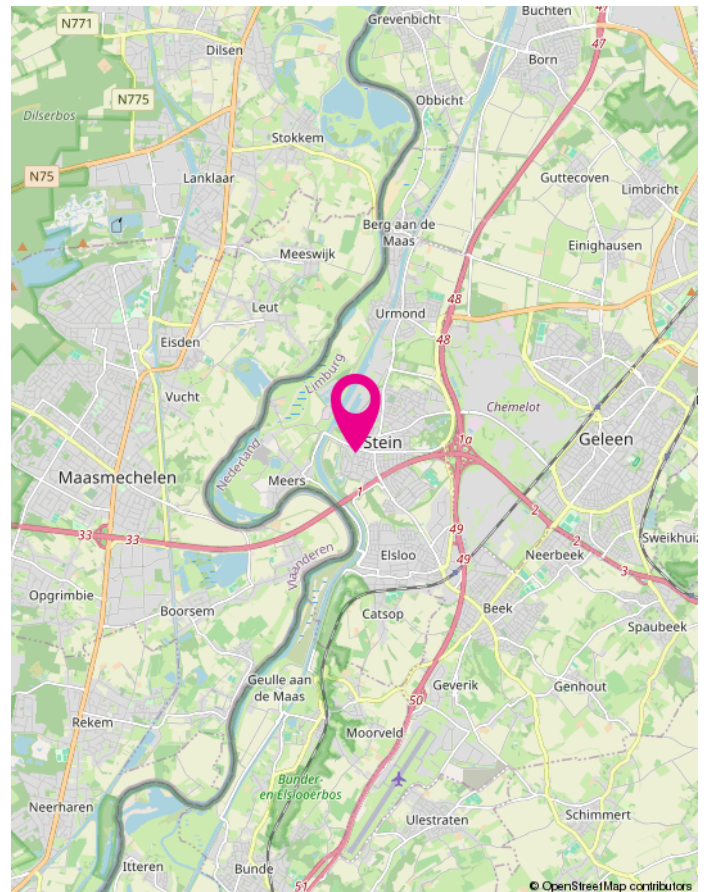 Grevenbicht
Buchten
N771
47
Dilsen
Born
N775
Obbicht
47
Dilserbos
Stokkem
N75
Lanklaar
Guttecoven
Limbricht
Berg aan de
Maas
Einighausen
Meeswijk
48
Leut
Urmond
48
Eisden
Limburg
Vucht
Chemelot
Stein
1a
Geleen
Nederland
Maasmechelen
Meers
1
2
33
33
49
2
Sweikhuiz
Vlaanderen
Elsloo
49
Neerbeek
3
Opgrimbie
Boorsem
Catsop
Beek
Spaubeek
Geulle aan
de Maas
Geverik
Genhout
50
Rekem
Moorveld
Bunder-
en Elslooërbos
Neerharen
Ulestraten
Schimmert
Itteren
Bunde
51
© OpenStreetMap contributors